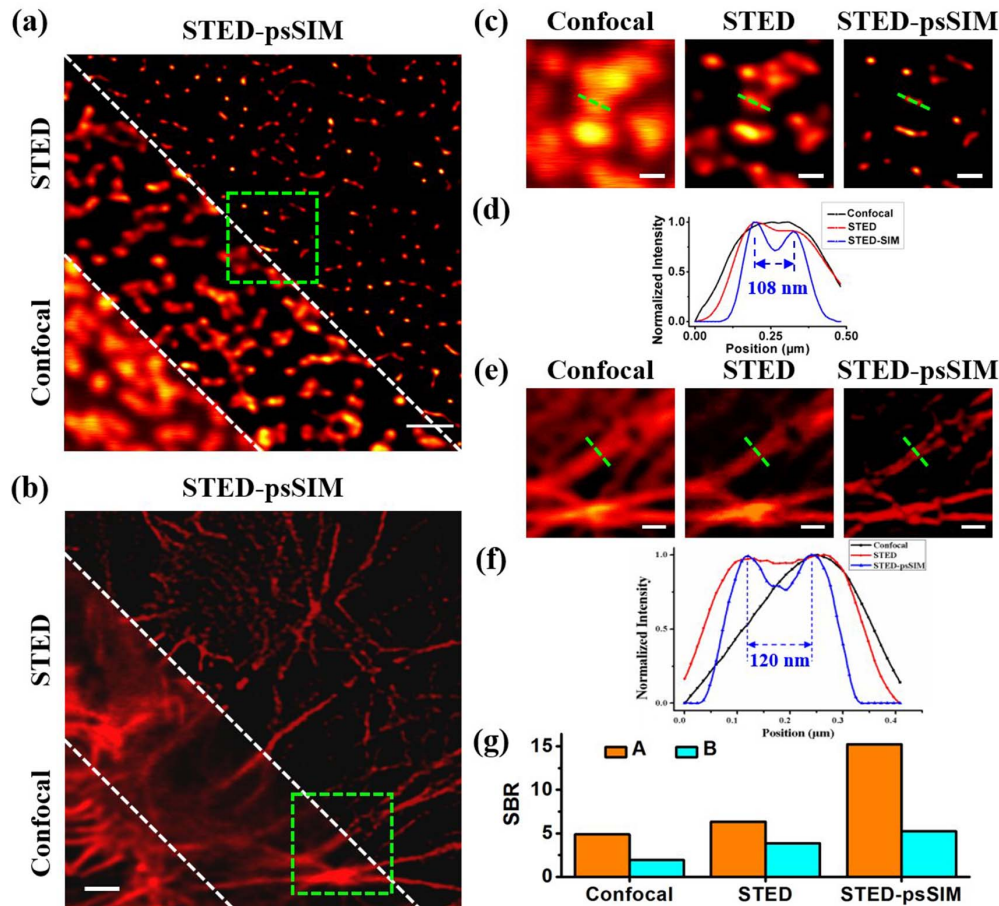 (a)
STED-psSIM
STED
Confocal
(b)
STED-psSIM
STED
Confocal
(c)
Confocal STED STED-psSIM
(d)
Normalized Intensity
1.0
0.5
0.0
Confocal
STED
STED-SIM
108 nm
0.00 0.25 0.50
Position (μm)
(e)
Confocal STED STED-psSIM
(f)
Normalized Intensity
1.0
0.5
0.0
Confocal
STED
STED-psSIM
120 nm
0.0 0.1 0.2 0.3 0.4
Position (μm)
(g)
SBR
15
10
5
0
A B
Confocal STED STED-psSIM